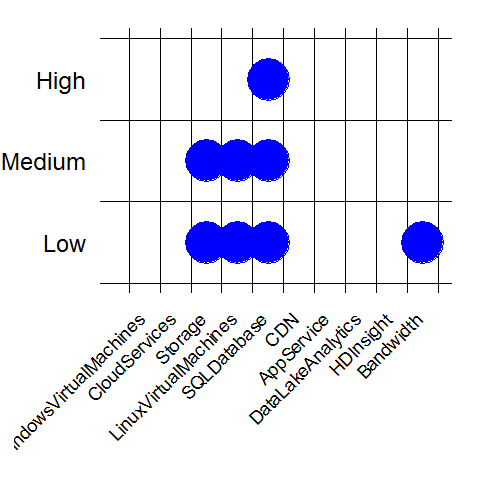 High
Medium
Low
ndowsVirtualMachines
CloudServices
Storage
LinuxVirtualMachines
SQLDatabase
CDN
AppService
DataLakeAnalytics
HDInsight
Bandwidth